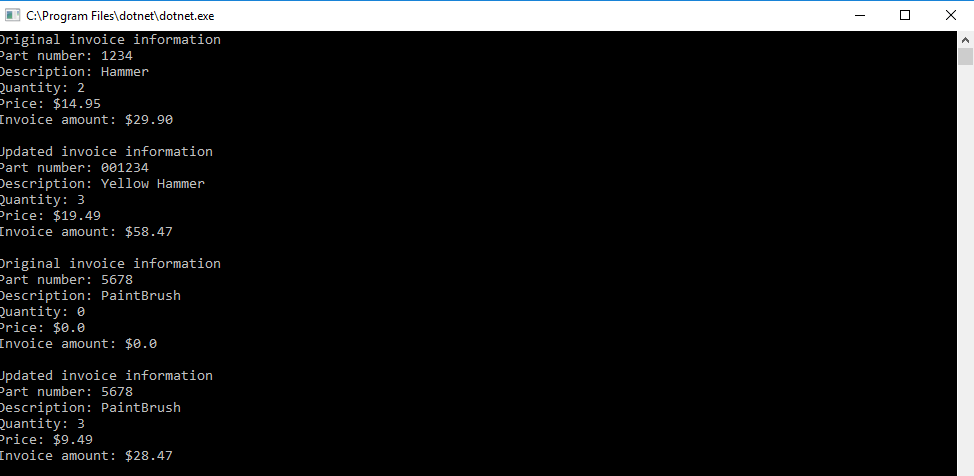 C:\Program Files\dotnet\dotnet.exe
Original invoice information
Part number: 1234
Description: Hammer
Quantity: 2
Price: $14.95
Invoice amount: $29.90
Updated invoice information
Part number: 001234
Description: Yellow Hammer
Quantity: 3
Price: $19.49
Invoice amount: $58.47
Original invoice information
Part number: 5678
Description: PaintBrush
Quantity: 0
Price: $0.0
Invoice amount: $0.0
Updated invoice information
Part number: 5678
Description: PaintBrush
Quantity: 3
Price: $9.49
Invoice amount: $28.47